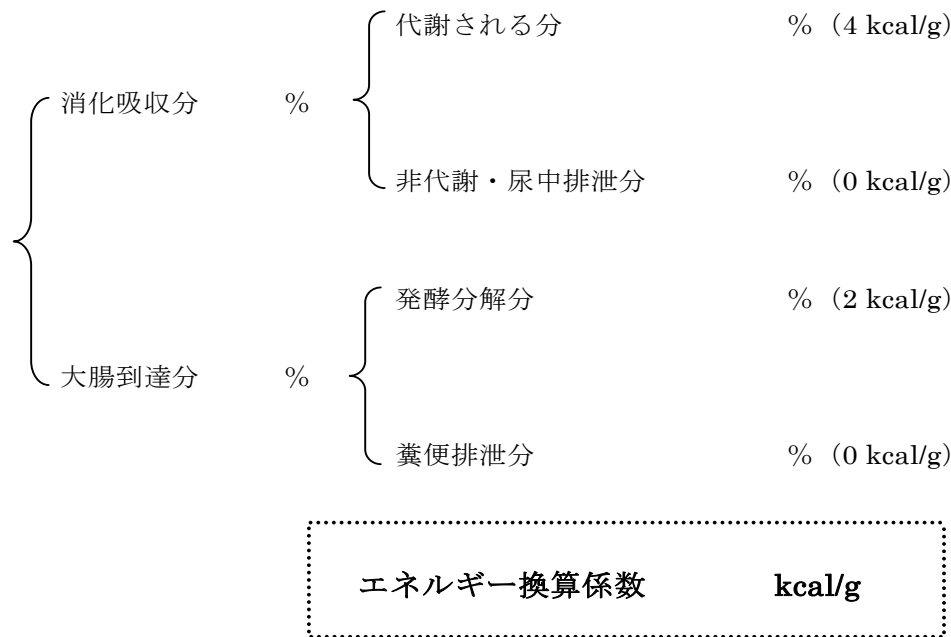 代謝される分 % (4 kcal/g)
消化吸収分 %
非代謝・尿中排泄分 % (0 kcal/g)
発酵分解分 % (2 kcal/g)
大腸到達分 %
糞便排泄分 % (0 kcal/g)
エネルギー換算係数 kcal/g